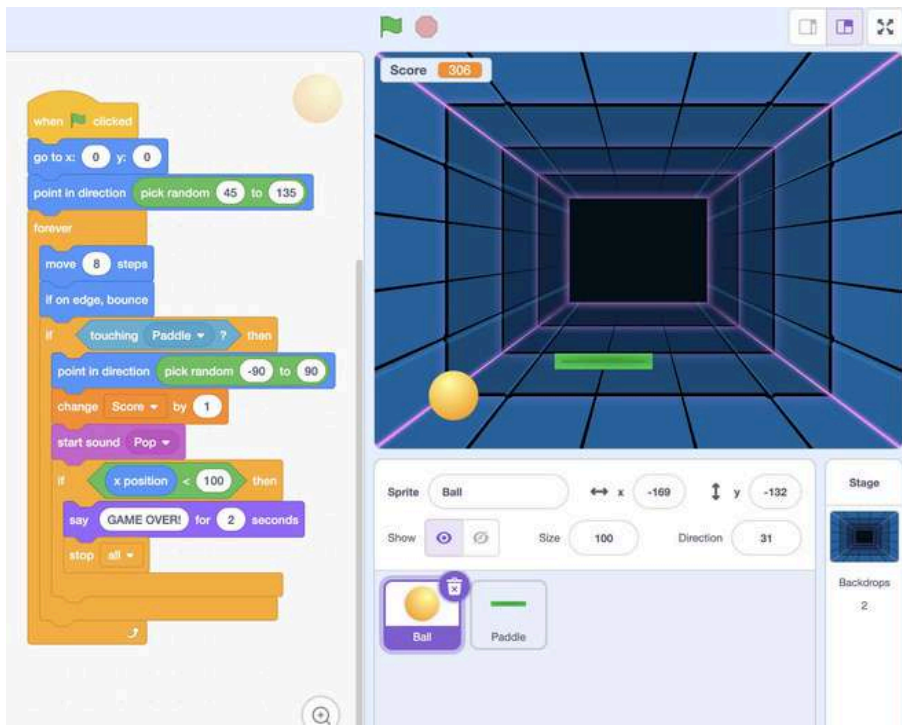 when clicked
go to x: 0 y: 0
point in direction pick random 45 to 135
forever
move 8 steps
if on edge, bounce
if touching Paddle ? then
point in direction pick random -90 to 90
change Score by 1
start sound Pop
if x position < 100 then
say GAME OVER! for 2 seconds
stop all
Score 306
Sprite Ball x -169 y -132
Show Size 100 Direction 31
Ball Paddle
Stage
Backdrops
2